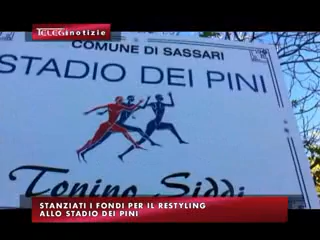 TELEGInotizie
COMUNE DI SASSARI
STADIO DEI PINI
Tonino Siddi
STANZIATI I FONDI PER IL RESTYLING
ALLO STADIO DEI PINI